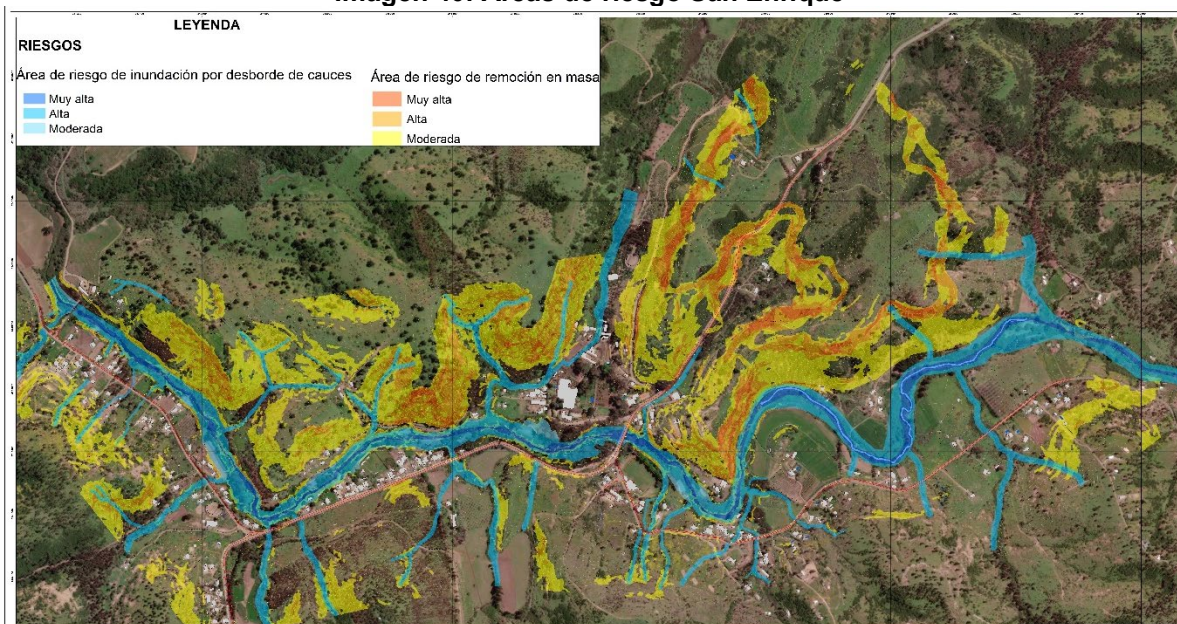 LEYENDA
RIESGOS
Área de riesgo de inundación por desborde de cauces
Muy alta
Alta
Moderada
Área de riesgo de remoción en masa
Muy alta
Alta
Moderada